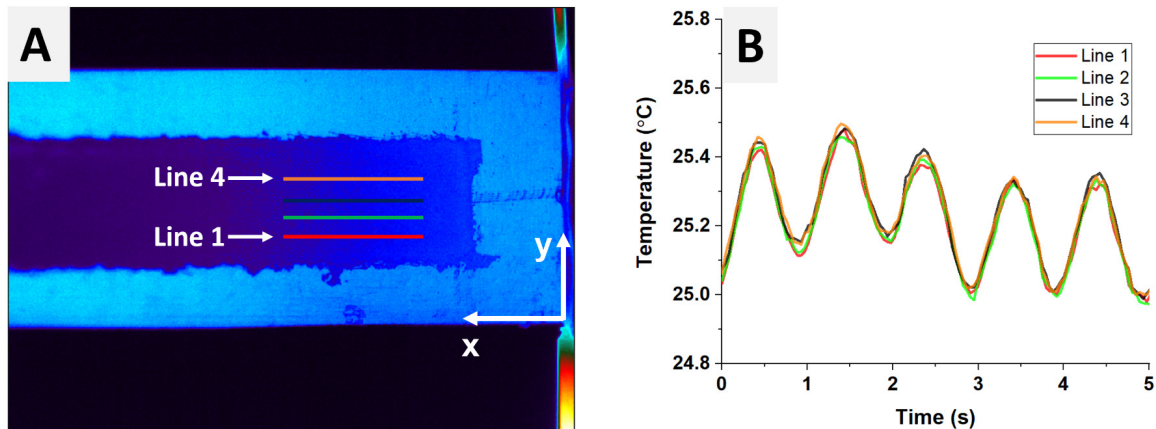 A
Line 4
Line 1
y
x
B
25.8
25.6
25.4
25.2
25.0
24.8
Temperature (°C)
Line 1
Line 2
Line 3
Line 4
0 1 2 3 4 5
Time (s)